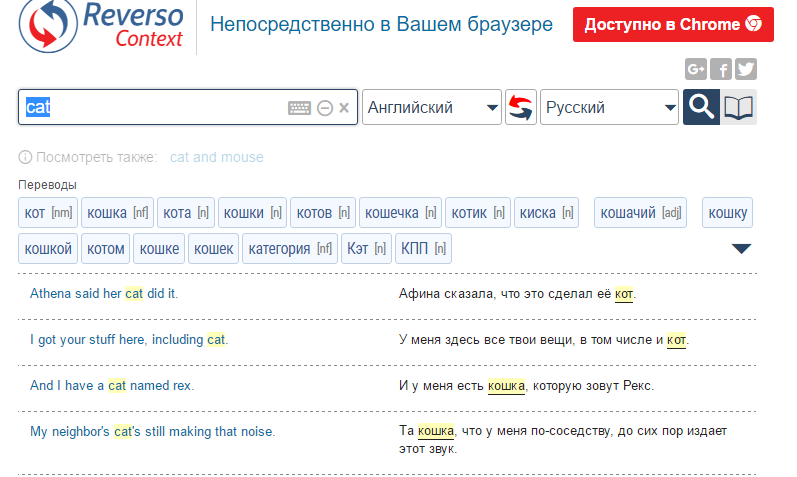 Reverso
Context
Непосредственно в Вашем браузере
Доступно в Chrome
G+ f
cat
Английский
Русский
Посмотреть также: cat and mouse
Переводы
кот [nm] кошка [nf] кота [n] кошки [n] котов [n] кошечка [n] котик [n] киска [n] кошачий [adj] кошку
кошкой котом кошке кошек категория [nf] Кэт [n] КПП [n]
Athena said her cat did it.
Афина сказала, что это сделал её кот.
I got your stuff here, including cat.
У меня здесь все твои вещи, в том числе и кот.
And I have a cat named rex.
И у меня есть кошка, которую зовут Рекс.
My neighbor's cat's still making that noise.
Та кошка, что у меня по-соседству, до сих пор издает
этот звук.